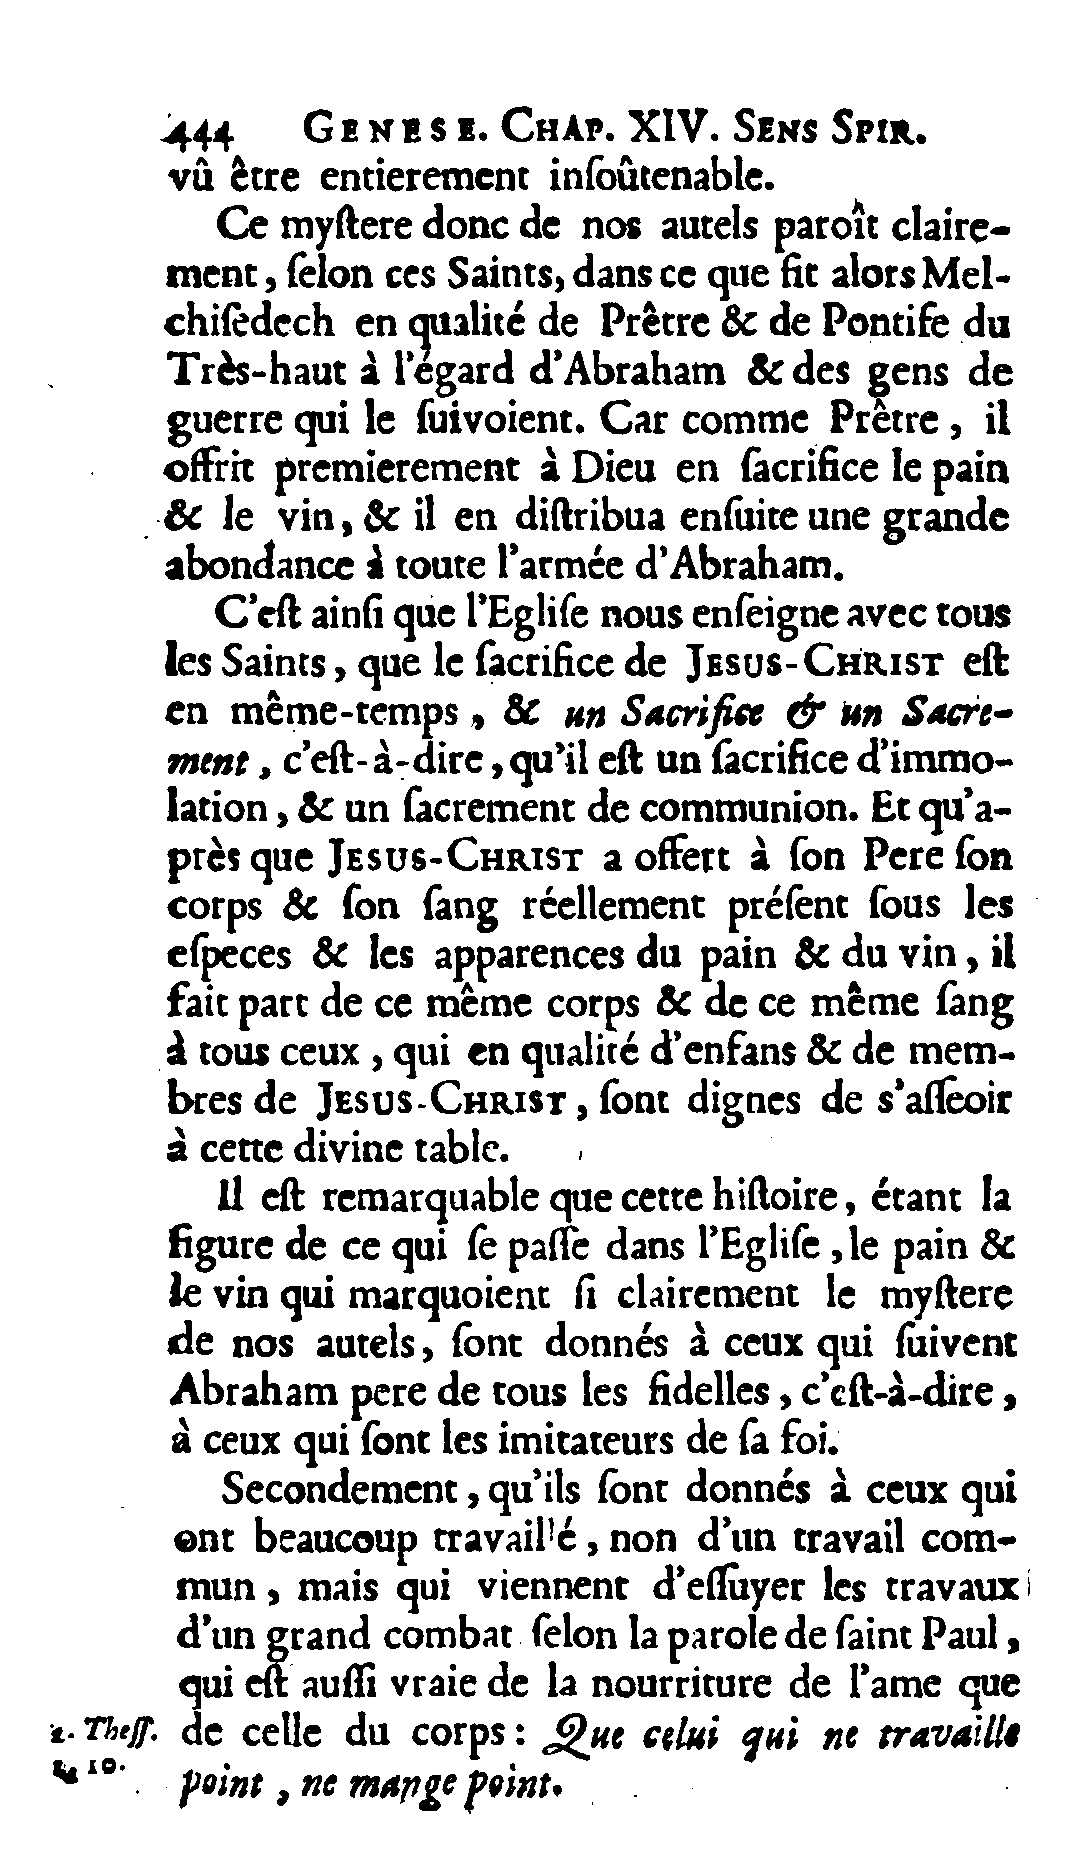 444 GENESE. CHAP. XIV. SENS SPIR.
vû être entierement inſoûtenable.
Ce myſtere donc de nos autels paroît claire-
ment, ſelon ces Saints, dans ce que fit alors Mel-
chiſedech en qualité de Prêtre & de Pontife du
Très-haut à l'égard d'Abraham & des gens de
guerre qui le ſuivoient. Car comme Prêtre, il
offrit premierement à Dieu en ſacrifice le pain
& le vin, & il en diſtribua enſuite une grande
abondance à toute l'armée d'Abraham.
C'eſt ainſi que l'Egliſe nous enſeigne avec tous
les Saints, que le ſacrifice de JESUS-CHRIST eſt
en même-temps, & un Sacrifice & un Sacre-
ment, c'eſt-à-dire, qu'il eſt un ſacrifice d'immo-
lation, & un ſacrement de communion. Et qu'a-
près que JESUS-CHRIST a offert à ſon Pere ſon
corps & ſon ſang réellement préſent ſous les
eſpeces & les apparences du pain & du vin, il
fait part de ce même corps & de ce même ſang
à tous ceux, qui en qualité d'enfans & de mem-
bres de JESUS-CHRIST, ſont dignes de s'aſſeoir
à cette divine table.
Il eſt remarquable que cette hiſtoire, étant la
figure de ce qui ſe paſſe dans l'Egliſe, le pain &
le vin qui marquoient ſi clairement le myſtere
de nos autels, ſont donnés à ceux qui ſuivent
Abraham pere de tous les fidelles, c'eſt-à-dire,
à ceux qui ſont les imitateurs de ſa foi.
Secondement, qu'ils ſont donnés à ceux qui
ont beaucoup travaillé, non d'un travail com-
mun, mais qui viennent d'eſſuyer les travaux
d'un grand combat ſelon la parole de ſaint Paul,
qui eſt auſſi vraie de la nourriture de l'ame que
2. Theſſ. de celle du corps: Que celui qui ne travaille
10. point, ne mange point.